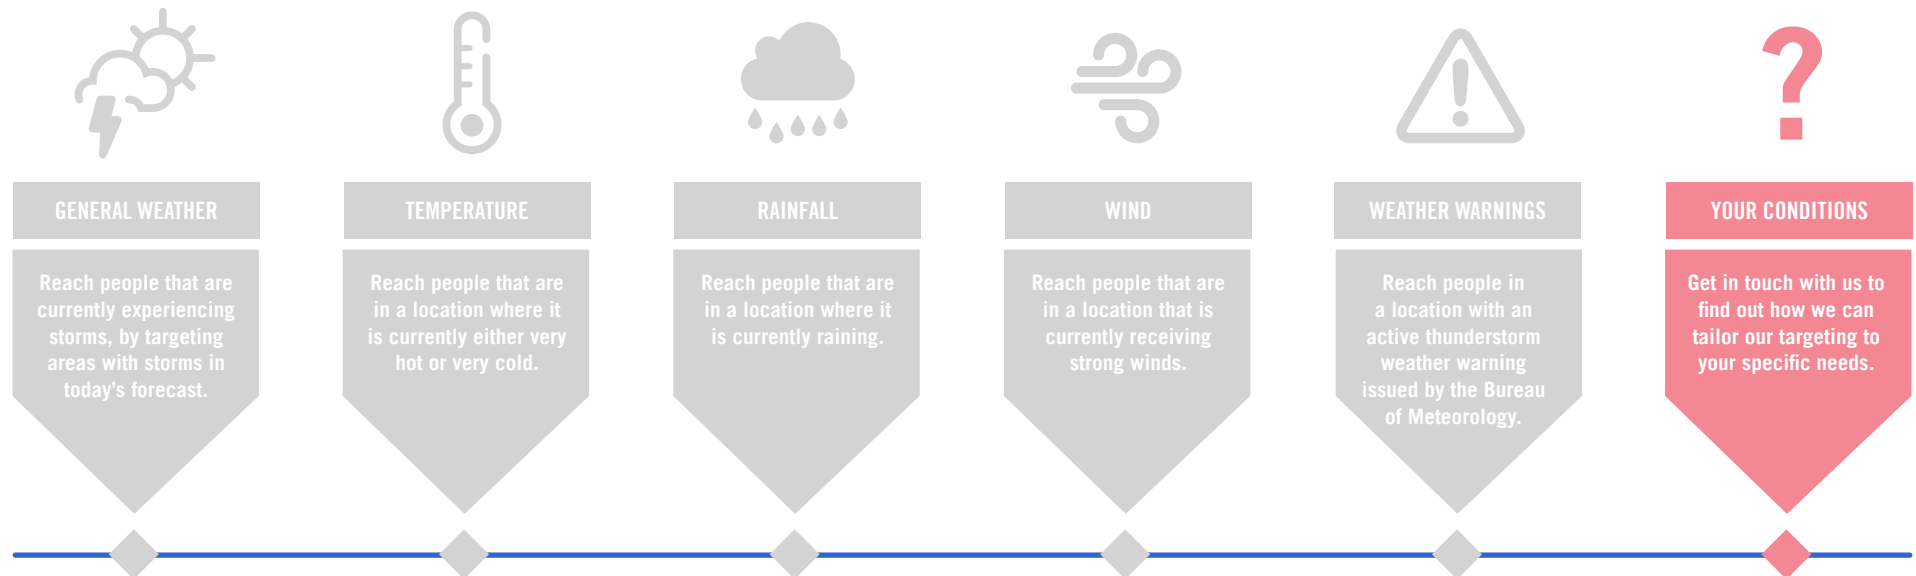 GENERAL WEATHER
Reach people that are
currently experiencing
storms, by targeting
areas with storms in
today’s forecast.
TEMPERATURE
Reach people that are
in a location where it
is currently either very
hot or very cold.
RAINFALL
Reach people that are
in a location where it
is currently raining.
WIND
Reach people that are
in a location that is
currently receiving
strong winds.
WEATHER WARNINGS
Reach people in
a location with an
active thunderstorm
weather warning
issued by the Bureau
of Meteorology.
?
YOUR CONDITIONS
Get in touch with us to
find out how we can
tailor our targeting to
your specific needs.